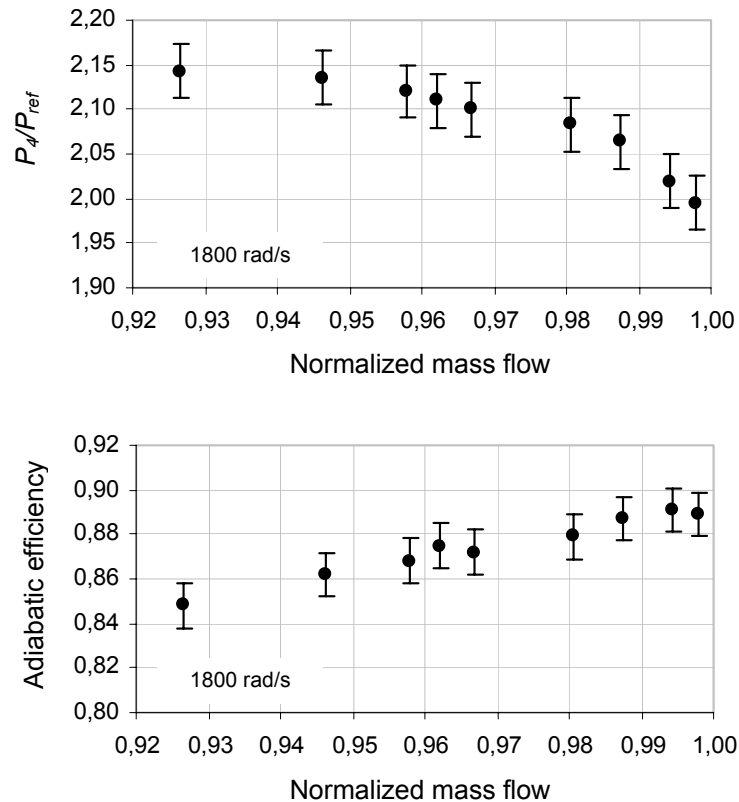 2,20
2,15
2,10
2,05
2,00
1,95
1,90
P4/Pref
1800 rad/s
0,92 0,93 0,94 0,95 0,96 0,97 0,98 0,99 1,00
Normalized mass flow
0,92
0,90
0,88
0,86
0,84
0,82
0,80
Adiabatic efficiency
1800 rad/s
0,92 0,93 0,94 0,95 0,96 0,97 0,98 0,99 1,00
Normalized mass flow